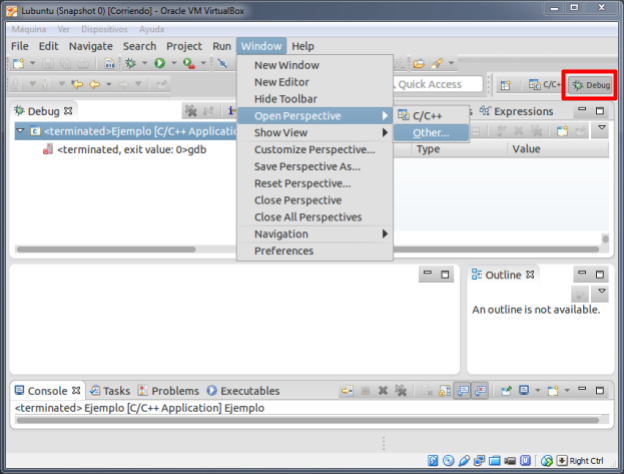 Lubuntu (Snapshot 0) [Corriendo] - Oracle VM VirtualBox
Máquina Ver Dispositivos Ayuda
File Edit Navigate Search Project Run Window Help
New Window
New Editor
Hide Toolbar
Open Perspective
Show View
Customize Perspective...
Save Perspective As...
Reset Perspective...
Close Perspective
Close All Perspectives
Navigation
Preferences
C/C++
Other...
Quick Access
C/C++
Debug
Debug
Expressions
<terminated>Ejemplo [C/C++ Applicatio
<terminated, exit value: 0>gdb
Type Value
Outline
An outline is not available.
Console Tasks Problems Executables
<terminated> Ejemplo [C/C++ Application] Ejemplo
Right Ctrl